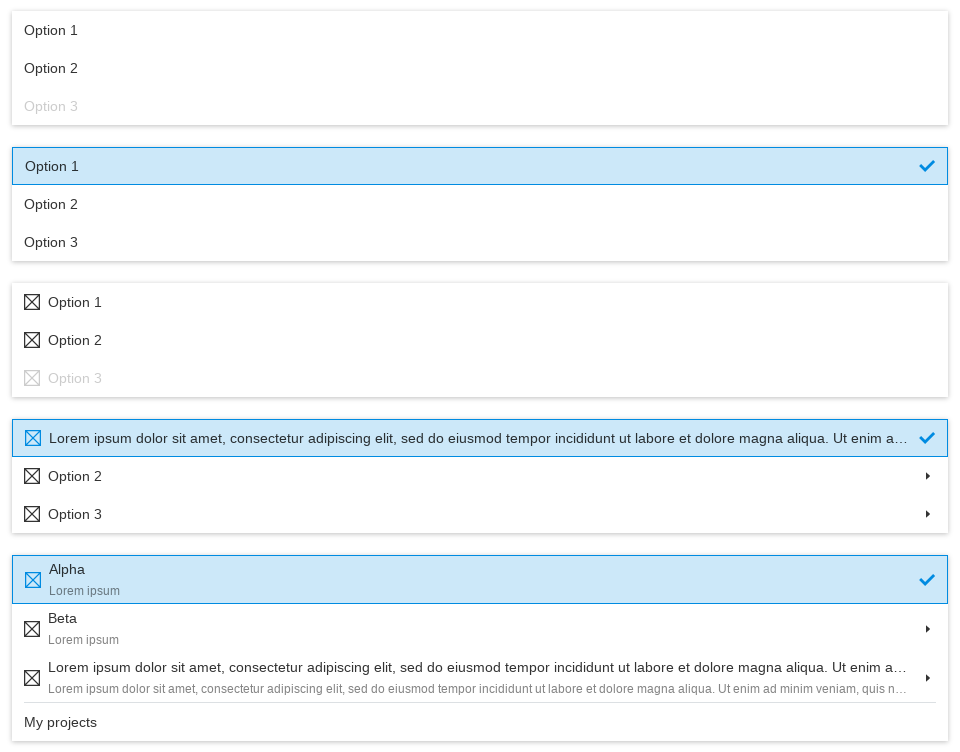 Option 1
Option 2
Option 3
Option 1
Option 2
Option 3
Option 1
Option 2
Option 3
Lorem ipsum dolor sit amet, consectetur adipiscing elit, sed do eiusmod tempor incididunt ut labore et dolore magna aliqua. Ut enim a…
Option 2
Option 3
Alpha
Lorem ipsum
Beta
Lorem ipsum
Lorem ipsum dolor sit amet, consectetur adipiscing elit, sed do eiusmod tempor incididunt ut labore et dolore magna aliqua. Ut enim a…
Lorem ipsum dolor sit amet, consectetur adipiscing elit, sed do eiusmod tempor incididunt ut labore et dolore magna aliqua. Ut enim ad minim veniam, quis n…
My projects